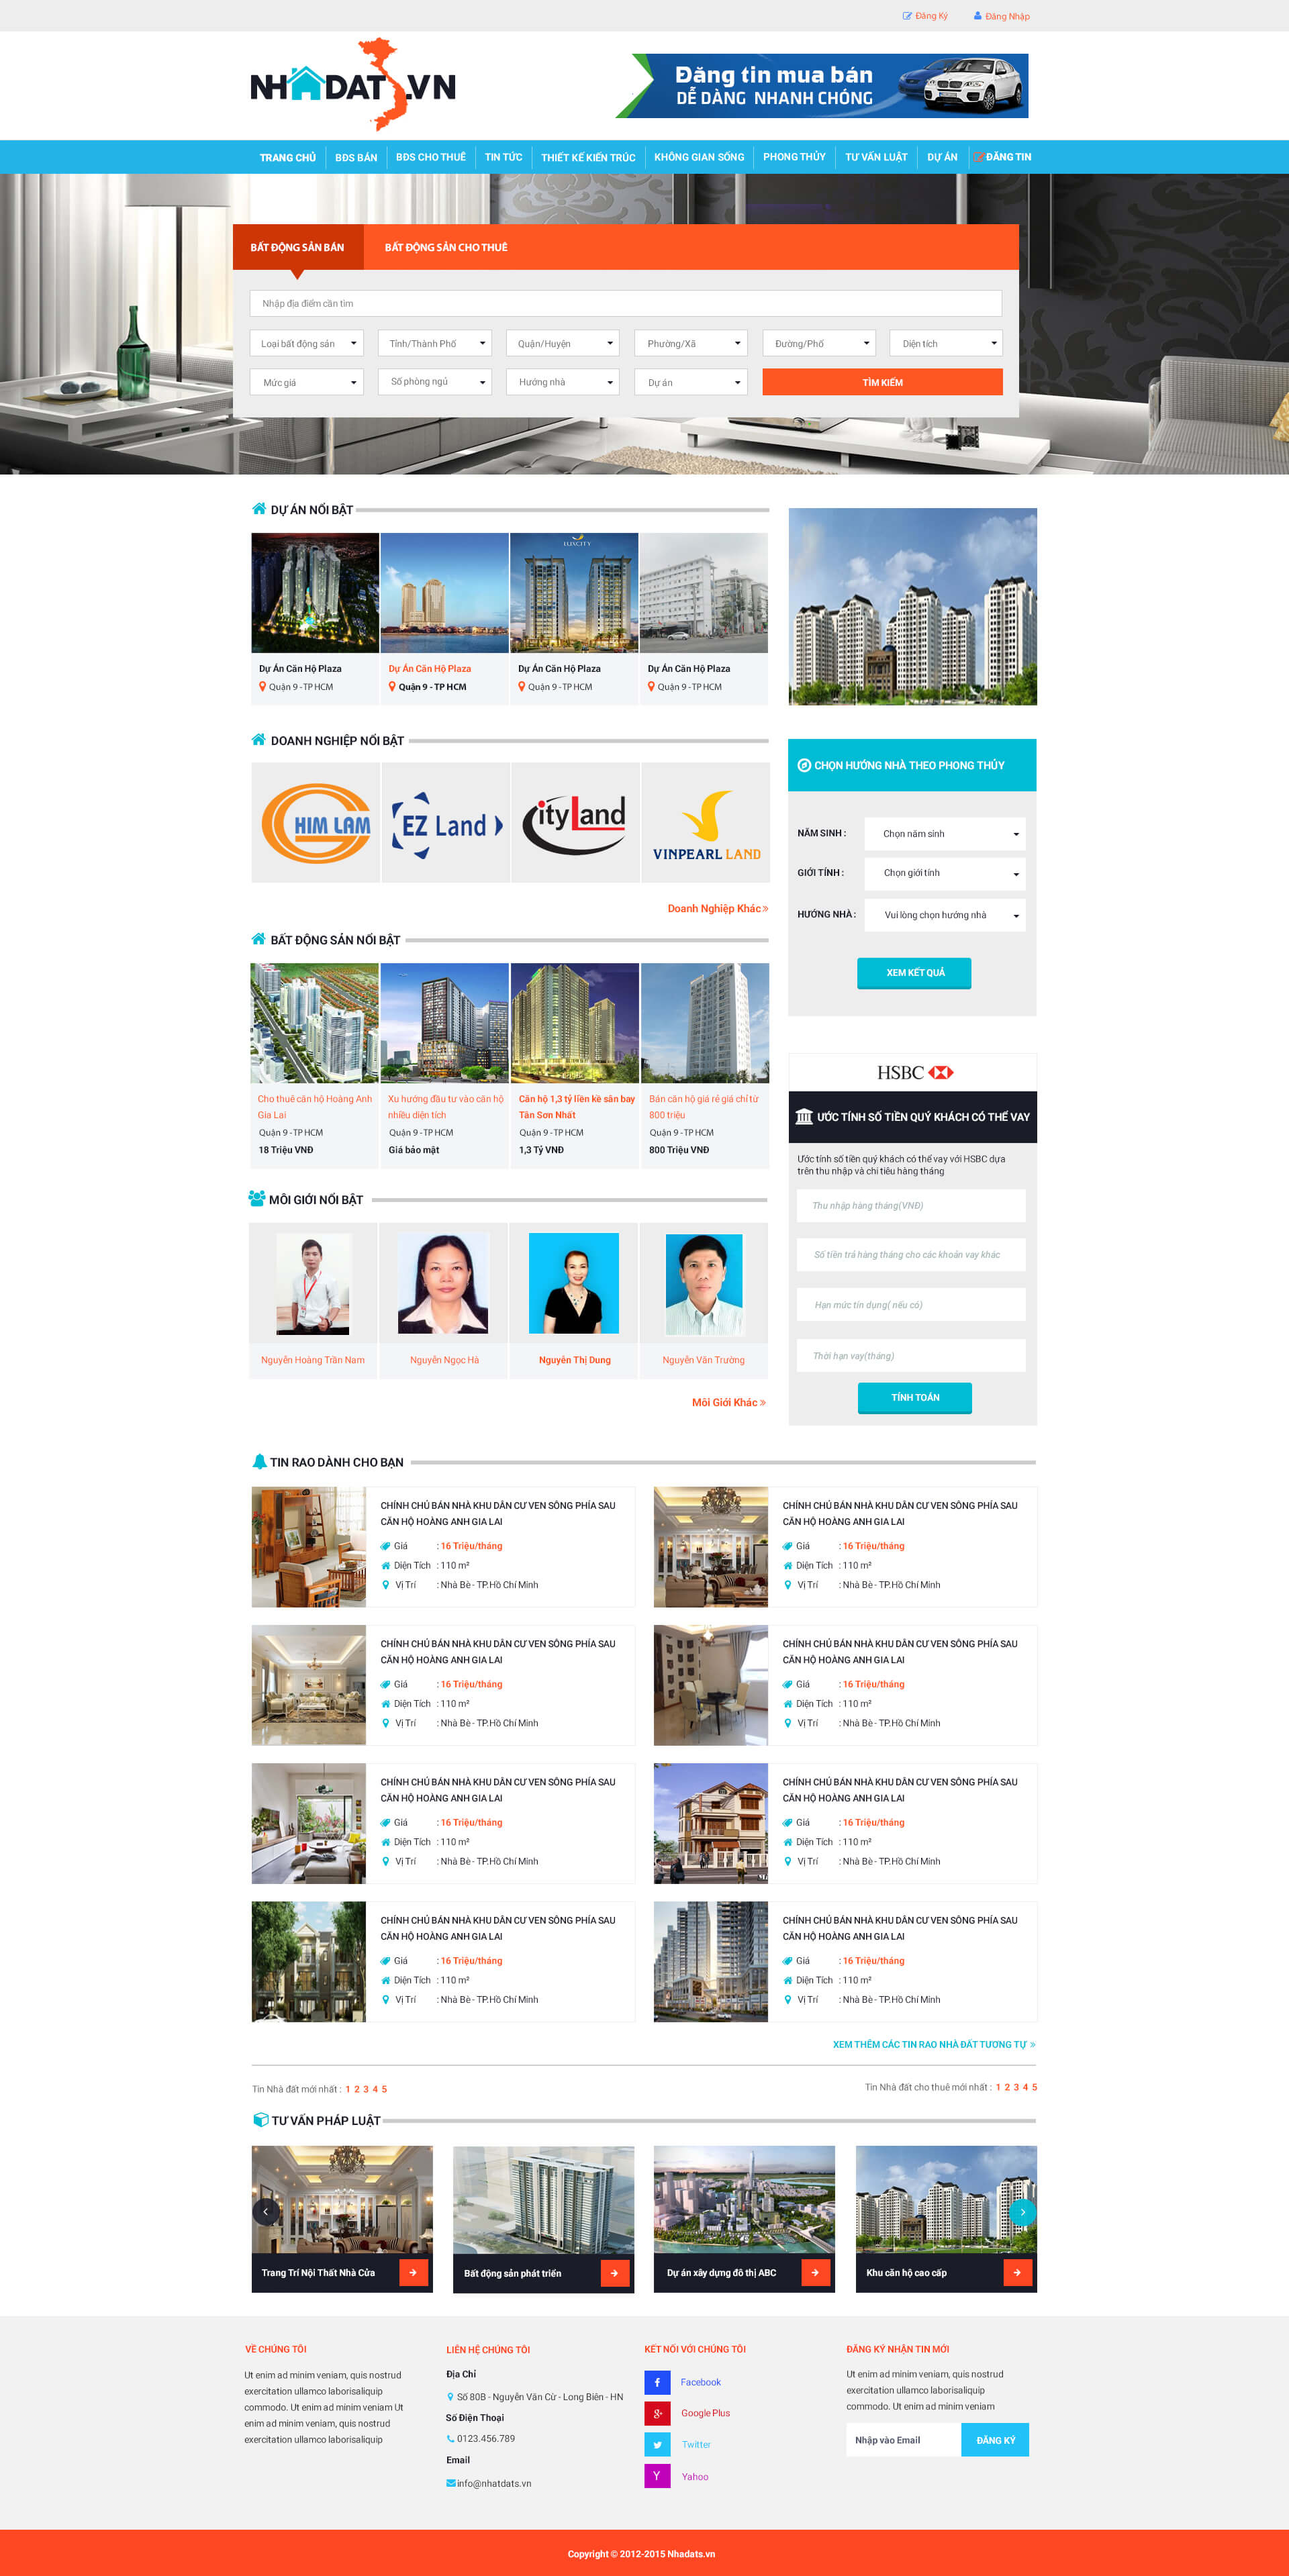 Đăng Ký
Đăng Nhập
NHADATS.VN
Đăng tin mua bán
DỄ DÀNG NHANH CHÓNG
TRANG CHỦ
BĐS BÁN
BĐS CHO THUÊ
TIN TỨC
THIẾT KẾ KIẾN TRÚC
KHÔNG GIAN SỐNG
PHONG THỦY
TƯ VẤN LUẬT
DỰ ÁN
ĐĂNG TIN
BẤT ĐỘNG SẢN BÁN
BẤT ĐỘNG SẢN CHO THUÊ
Nhập địa điểm cần tìm
Loại bất động sản
Tỉnh/Thành Phố
Quận/Huyện
Phường/Xã
Đường/Phố
Diện tích
Mức giá
Số phòng ngủ
Hướng nhà
Dự án
TÌM KIẾM
DỰ ÁN NỔI BẬT
LUXCITY
Dự Án Căn Hộ Plaza
Quận 9 - TP HCM
Dự Án Căn Hộ Plaza
Quận 9 - TP HCM
Dự Án Căn Hộ Plaza
Quận 9 - TP HCM
Dự Án Căn Hộ Plaza
Quận 9 - TP HCM
DOANH NGHIỆP NỔI BẬT
HIM LAM
EZ Land
CityLand
VINPEARL LAND
Doanh Nghiệp Khác »
CHỌN HƯỚNG NHÀ THEO PHONG THỦY
NĂM SINH :
Chọn năm sinh
GIỚI TÍNH :
Chọn giới tính
HƯỚNG NHÀ :
Vui lòng chọn hướng nhà
XEM KẾT QUẢ
BẤT ĐỘNG SẢN NỔI BẬT
Cho thuê căn hộ Hoàng Anh
Gia Lai
Quận 9 - TP HCM
18 Triệu VNĐ
Xu hướng đầu tư vào căn hộ
nhiều diện tích
Quận 9 - TP HCM
Giá bảo mật
Căn hộ 1,3 tỷ liền kề sân bay
Tân Sơn Nhất
Quận 9 - TP HCM
1,3 Tỷ VNĐ
Bán căn hộ giá rẻ giá chỉ từ
800 triệu
Quận 9 - TP HCM
800 Triệu VNĐ
HSBC
ƯỚC TÍNH SỐ TIỀN QUÝ KHÁCH CÓ THỂ VAY
Ước tính số tiền quý khách có thể vay với HSBC dựa
trên thu nhập và chi tiêu hàng tháng
Thu nhập hàng tháng(VNĐ)
Số tiền trả hàng tháng cho các khoản vay khác
Hạn mức tín dụng( nếu có)
Thời hạn vay(tháng)
TÍNH TOÁN
MÔI GIỚI NỔI BẬT
Nguyễn Hoàng Trần Nam
Nguyễn Ngọc Hà
Nguyễn Thị Dung
Nguyễn Văn Trường
Môi Giới Khác »
TIN RAO DÀNH CHO BẠN
CHÍNH CHỦ BÁN NHÀ KHU DÂN CƯ VEN SÔNG PHÍA SAU
CĂN HỘ HOÀNG ANH GIA LAI
Giá : 16 Triệu/tháng
Diện Tích : 110 m²
Vị Trí : Nhà Bè - TP.Hồ Chí Minh
CHÍNH CHỦ BÁN NHÀ KHU DÂN CƯ VEN SÔNG PHÍA SAU
CĂN HỘ HOÀNG ANH GIA LAI
Giá : 16 Triệu/tháng
Diện Tích : 110 m²
Vị Trí : Nhà Bè - TP.Hồ Chí Minh
CHÍNH CHỦ BÁN NHÀ KHU DÂN CƯ VEN SÔNG PHÍA SAU
CĂN HỘ HOÀNG ANH GIA LAI
Giá : 16 Triệu/tháng
Diện Tích : 110 m²
Vị Trí : Nhà Bè - TP.Hồ Chí Minh
CHÍNH CHỦ BÁN NHÀ KHU DÂN CƯ VEN SÔNG PHÍA SAU
CĂN HỘ HOÀNG ANH GIA LAI
Giá : 16 Triệu/tháng
Diện Tích : 110 m²
Vị Trí : Nhà Bè - TP.Hồ Chí Minh
CHÍNH CHỦ BÁN NHÀ KHU DÂN CƯ VEN SÔNG PHÍA SAU
CĂN HỘ HOÀNG ANH GIA LAI
Giá : 16 Triệu/tháng
Diện Tích : 110 m²
Vị Trí : Nhà Bè - TP.Hồ Chí Minh
CHÍNH CHỦ BÁN NHÀ KHU DÂN CƯ VEN SÔNG PHÍA SAU
CĂN HỘ HOÀNG ANH GIA LAI
Giá : 16 Triệu/tháng
Diện Tích : 110 m²
Vị Trí : Nhà Bè - TP.Hồ Chí Minh
CHÍNH CHỦ BÁN NHÀ KHU DÂN CƯ VEN SÔNG PHÍA SAU
CĂN HỘ HOÀNG ANH GIA LAI
Giá : 16 Triệu/tháng
Diện Tích : 110 m²
Vị Trí : Nhà Bè - TP.Hồ Chí Minh
CHÍNH CHỦ BÁN NHÀ KHU DÂN CƯ VEN SÔNG PHÍA SAU
CĂN HỘ HOÀNG ANH GIA LAI
Giá : 16 Triệu/tháng
Diện Tích : 110 m²
Vị Trí : Nhà Bè - TP.Hồ Chí Minh
XEM THÊM CÁC TIN RAO NHÀ ĐẤT TƯƠNG TỰ »
Tin Nhà đất mới nhất : 1 2 3 4 5
Tin Nhà đất cho thuê mới nhất : 1 2 3 4 5
TƯ VẤN PHÁP LUẬT
Trang Trí Nội Thất Nhà Cửa
Bất động sản phát triển
Dự án xây dựng đô thị ABC
Khu căn hộ cao cấp
VỀ CHÚNG TÔI
Ut enim ad minim veniam, quis nostrud
exercitation ullamco laborisaliquip
commodo. Ut enim ad minim veniam Ut
enim ad minim veniam, quis nostrud
exercitation ullamco laborisaliquip
LIÊN HỆ CHÚNG TÔI
Địa Chỉ
Số 80B - Nguyễn Văn Cừ - Long Biên - HN
Số Điện Thoại
0123.456.789
Email
info@nhatdats.vn
KẾT NỐI VỚI CHÚNG TÔI
Facebook
Google Plus
Twitter
Yahoo
ĐĂNG KÝ NHẬN TIN MỚI
Ut enim ad minim veniam, quis nostrud
exercitation ullamco laborisaliquip
commodo. Ut enim ad minim veniam
Nhập vào Email
ĐĂNG KÝ
Copyright © 2012-2015 Nhadats.vn